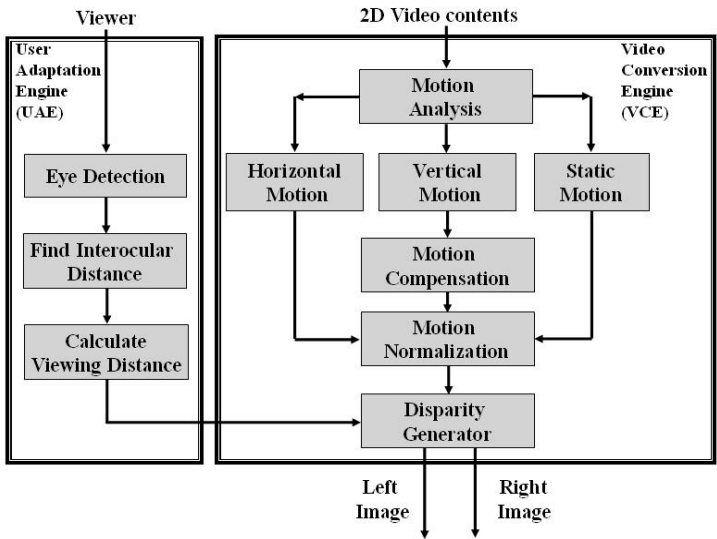 Viewer
2D Video contents
User
Adaptation
Engine
(UAE)
Video
Conversion
Engine
(VCE)
Motion
Analysis
Eye Detection
Horizontal
Motion
Vertical
Motion
Static
Motion
Find Interocular
Distance
Motion
Compensation
Calculate
Viewing Distance
Motion
Normalization
Disparity
Generator
Left
Image
Right
Image